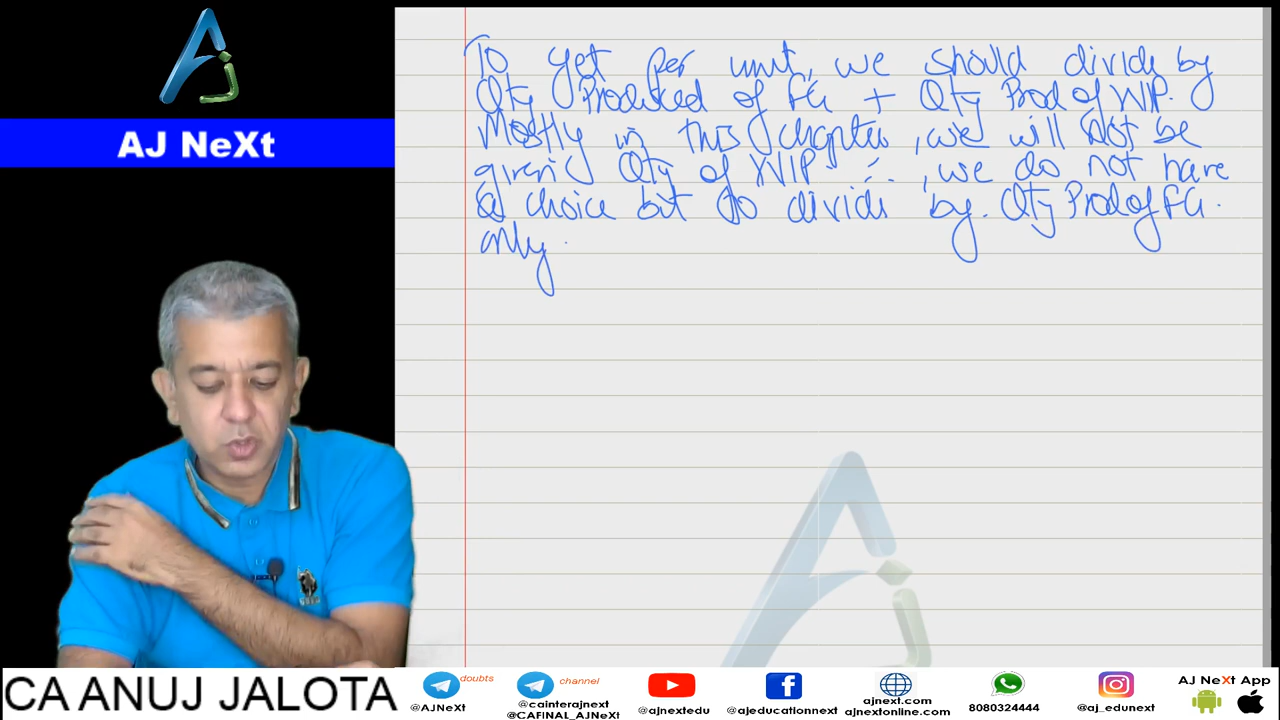 AJ NeXt
To get per unit, we should divide by
Qty Produced of FG + Qty Prod of WIP.
Mostly in this chapter, we will not be
given Qty of WIP. ∴, we do not have
a choice but to divide by Qty Prod of FG.
only.
CA ANUJ JALOTA
doubts
@AJNeXt
channel
@cainterajnext
@CAFINAL_AJNeXt
@ajnextedu
@ajeducationnext
ajnext.com
ajnextonline.com
8080324444
@aj_edunext
AJ NeXt App